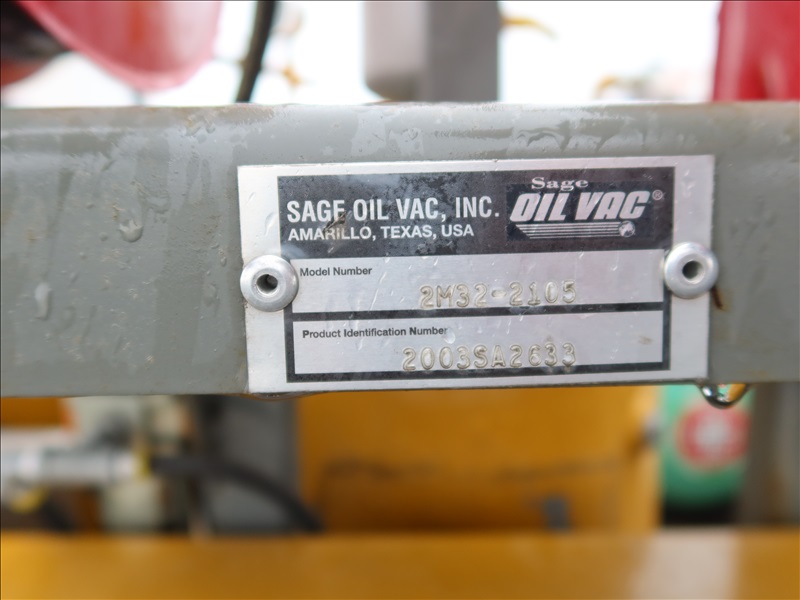 SAGE OIL VAC, INC.
AMARILLO, TEXAS, USA
Sage
OIL VAC®
Model Number
2M32-2105
Product Identification Number
2003SA2633